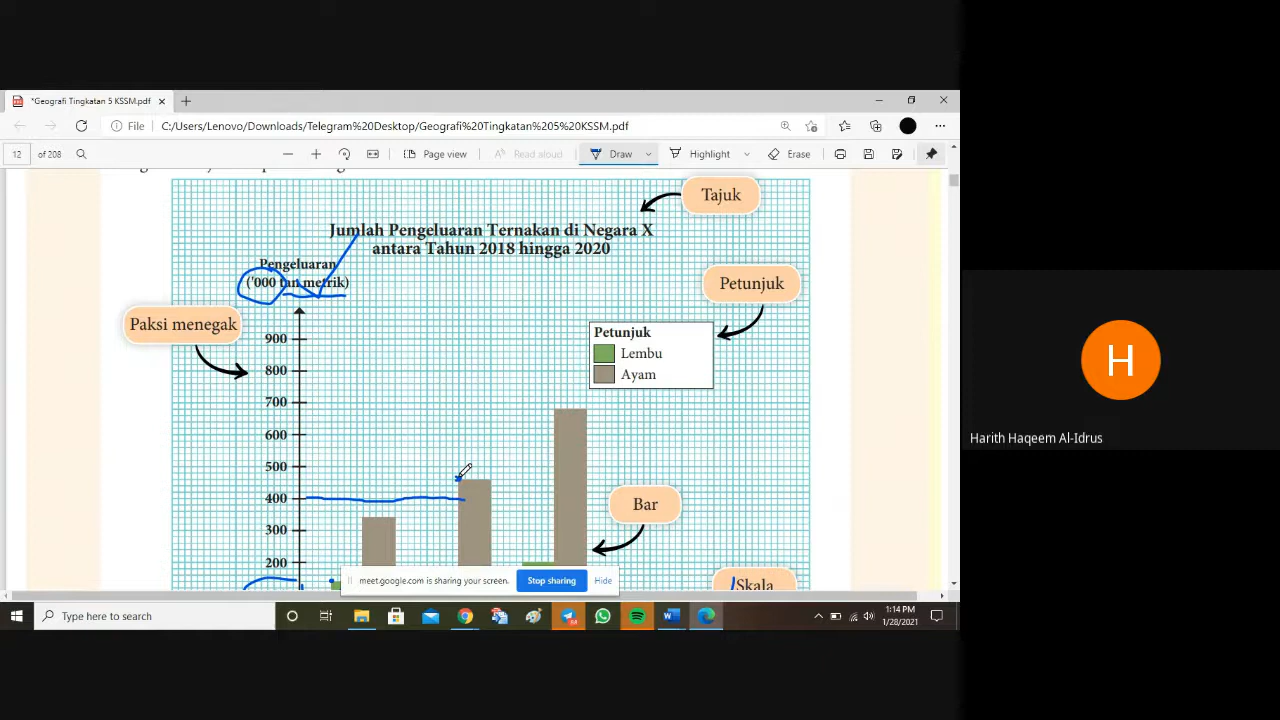 *Geografi Tingkatan 5 KSSM.pdf
File
C:/Users/Lenovo/Downloads/Telegram%20Desktop/Geografi%20Tingkatan%205%20KSSM.pdf
12 of 208
Page view
Read aloud
Draw
Highlight
Erase
Tajuk
Jumlah Pengeluaran Ternakan di Negara X
antara Tahun 2018 hingga 2020
Pengeluaran
('000 tan metrik)
Petunjuk
Paksi menegak
Petunjuk
Lembu
Ayam
900
800
700
600
500
400
300
200
Bar
Skala
meet.google.com is sharing your screen.
Stop sharing
Hide
Type here to search
1:14 PM
1/28/2021
H
Harith Haqeem Al-Idrus